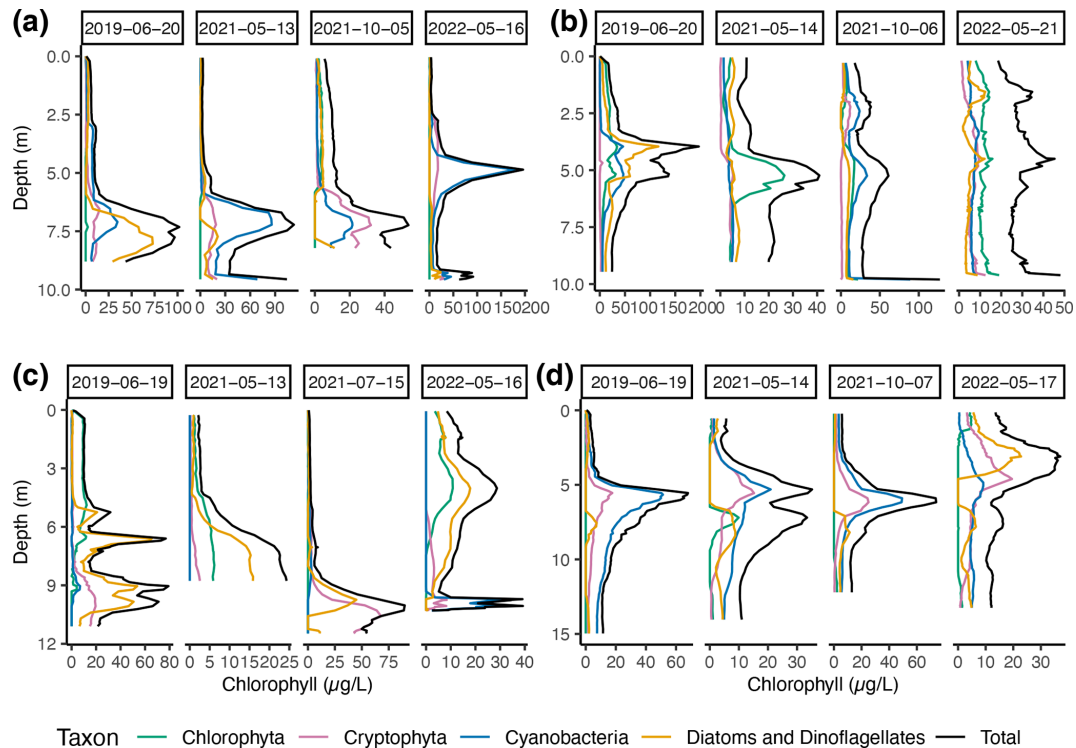 (a) 2019−06−20 2021−05−13 2021−10−05 2022−05−16
(b) 2019−06−20 2021−05−14 2021−10−06 2022−05−21
Depth (m)
0.0
2.5
5.0
7.5
10.0
0 25 50 75 100
0 30 60 90
0 20 40
0 50 100 150 200
0.0
2.5
5.0
7.5
10.0
0 50 100 150 200
0 10 20 30 40
0 50 100
0 10 20 30 40 50
(c) 2019−06−19 2021−05−13 2021−07−15 2022−05−16
(d) 2019−06−19 2021−05−14 2021−10−07 2022−05−17
Depth (m)
0
3
6
9
12
0 20 40 60 80
0 5 10 15 20 25
0 25 50 75
0 10 20 30 40
Chlorophyll (µg/L)
0
5
10
15
0 20 40 60
0 10 20 30
0 20 40 60
0 10 20 30
Chlorophyll (µg/L)
Taxon Chlorophyta Cryptophyta Cyanobacteria Diatoms and Dinoflagellates Total